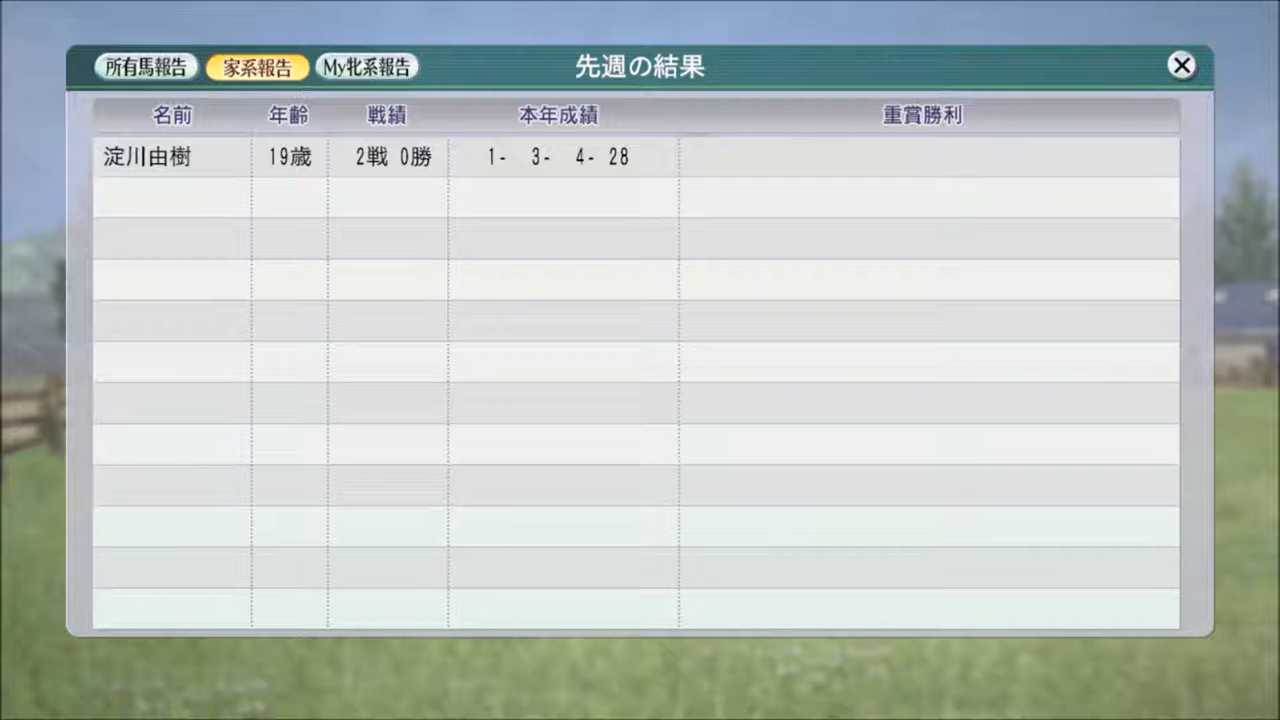 所有馬報告 家系報告 My牝系報告 先週の結果
名前 年齢 戦績 本年成績 重賞勝利
淀川由樹 19歳 2戦 0勝 1- 3- 4- 28